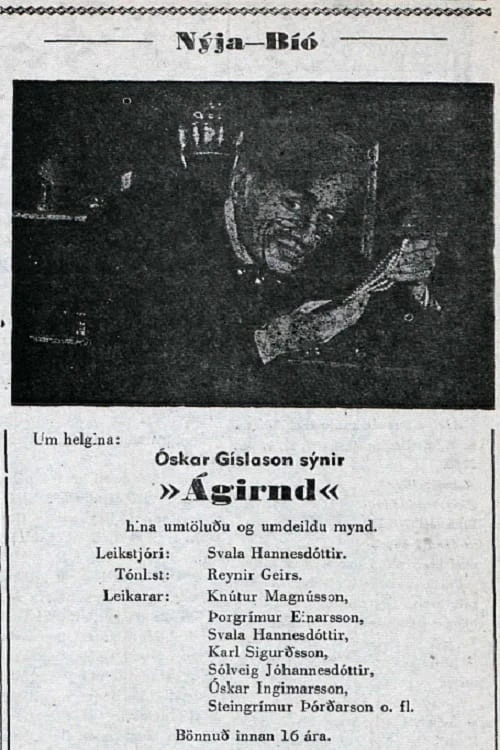 Nýja—Bíó
Um helgina:
Óskar Gíslason sýnir
»Ágirnd«
hina umtöluðu og umdeildu mynd.
Leikstjóri: Svala Hannesdóttir.
Tónlist: Reynir Geirs.
Leikarar: Knútur Magnússon,
Þorgrímur Einarsson,
Svala Hannesdóttir,
Karl Sigurðsson,
Sólveig Jóhannesdóttir,
Óskar Ingimarsson,
Steingrímur Þórðarson o. fl.
Bönnuð innan 16 ára.